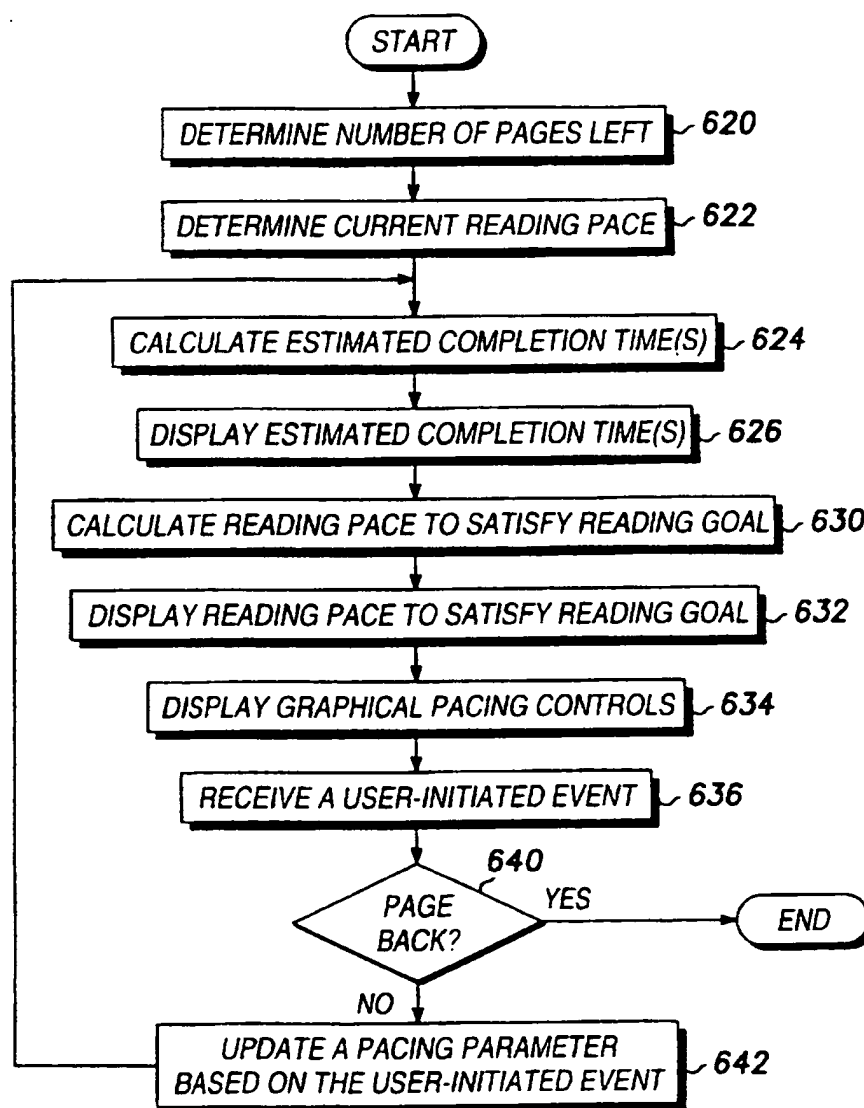 START
DETERMINE NUMBER OF PAGES LEFT 620
DETERMINE CURRENT READING PACE 622
CALCULATE ESTIMATED COMPLETION TIME(S) 624
DISPLAY ESTIMATED COMPLETION TIME(S) 626
CALCULATE READING PACE TO SATISFY READING GOAL 630
DISPLAY READING PACE TO SATISFY READING GOAL 632
DISPLAY GRAPHICAL PACING CONTROLS 634
RECEIVE A USER-INITIATED EVENT 636
640
PAGE
BACK?
YES
END
NO
UPDATE A PACING PARAMETER
BASED ON THE USER-INITIATED EVENT 642